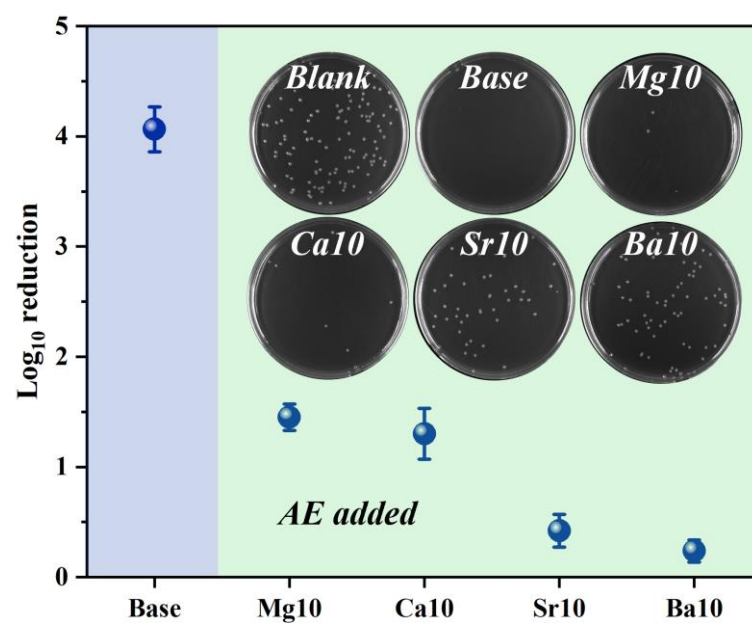 5
4
3
2
1
0
Log₁₀ reduction
Blank Base Mg10
Ca10 Sr10 Ba10
AE added
Base Mg10 Ca10 Sr10 Ba10